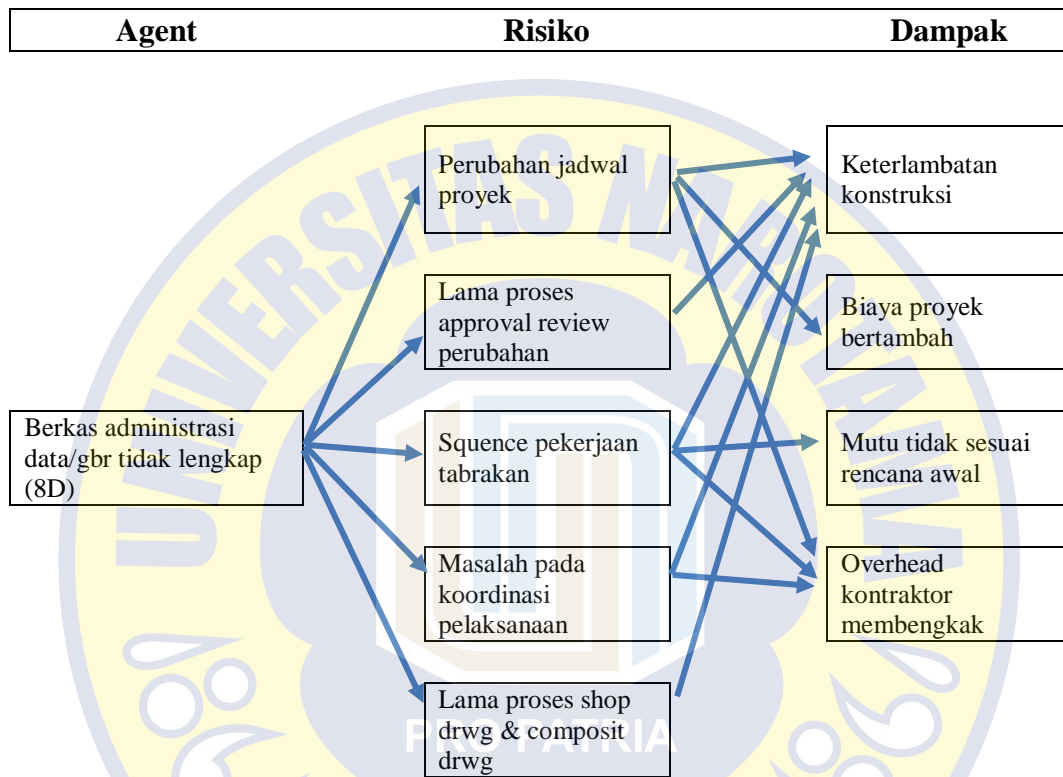 Agent Risiko Dampak
Perubahan jadwal
proyek
Keterlambatan
konstruksi
Lama proses
approval review
perubahan
Biaya proyek
bertambah
Berkas administrasi
data/gbr tidak lengkap
(8D)
Squence pekerjaan
tabrakan
Mutu tidak sesuai
rencana awal
Masalah pada
koordinasi
pelaksanaan
Overhead
kontraktor
membengkak
Lama proses shop
drwg & composit
drwg
UNIVERSITAS NAROTAMA
PRO PATRIA